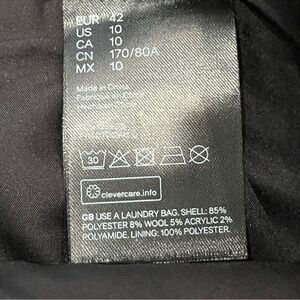 EUR 42
US 10
CA 10
CN 170/80A
MX 10
Made in China
30
clevercare.info
GB USE A LAUNDRY BAG. SHELL: 85%
POLYESTER 8% WOOL 5% ACRYLIC 2%
POLYAMIDE. LINING: 100% POLYESTER.